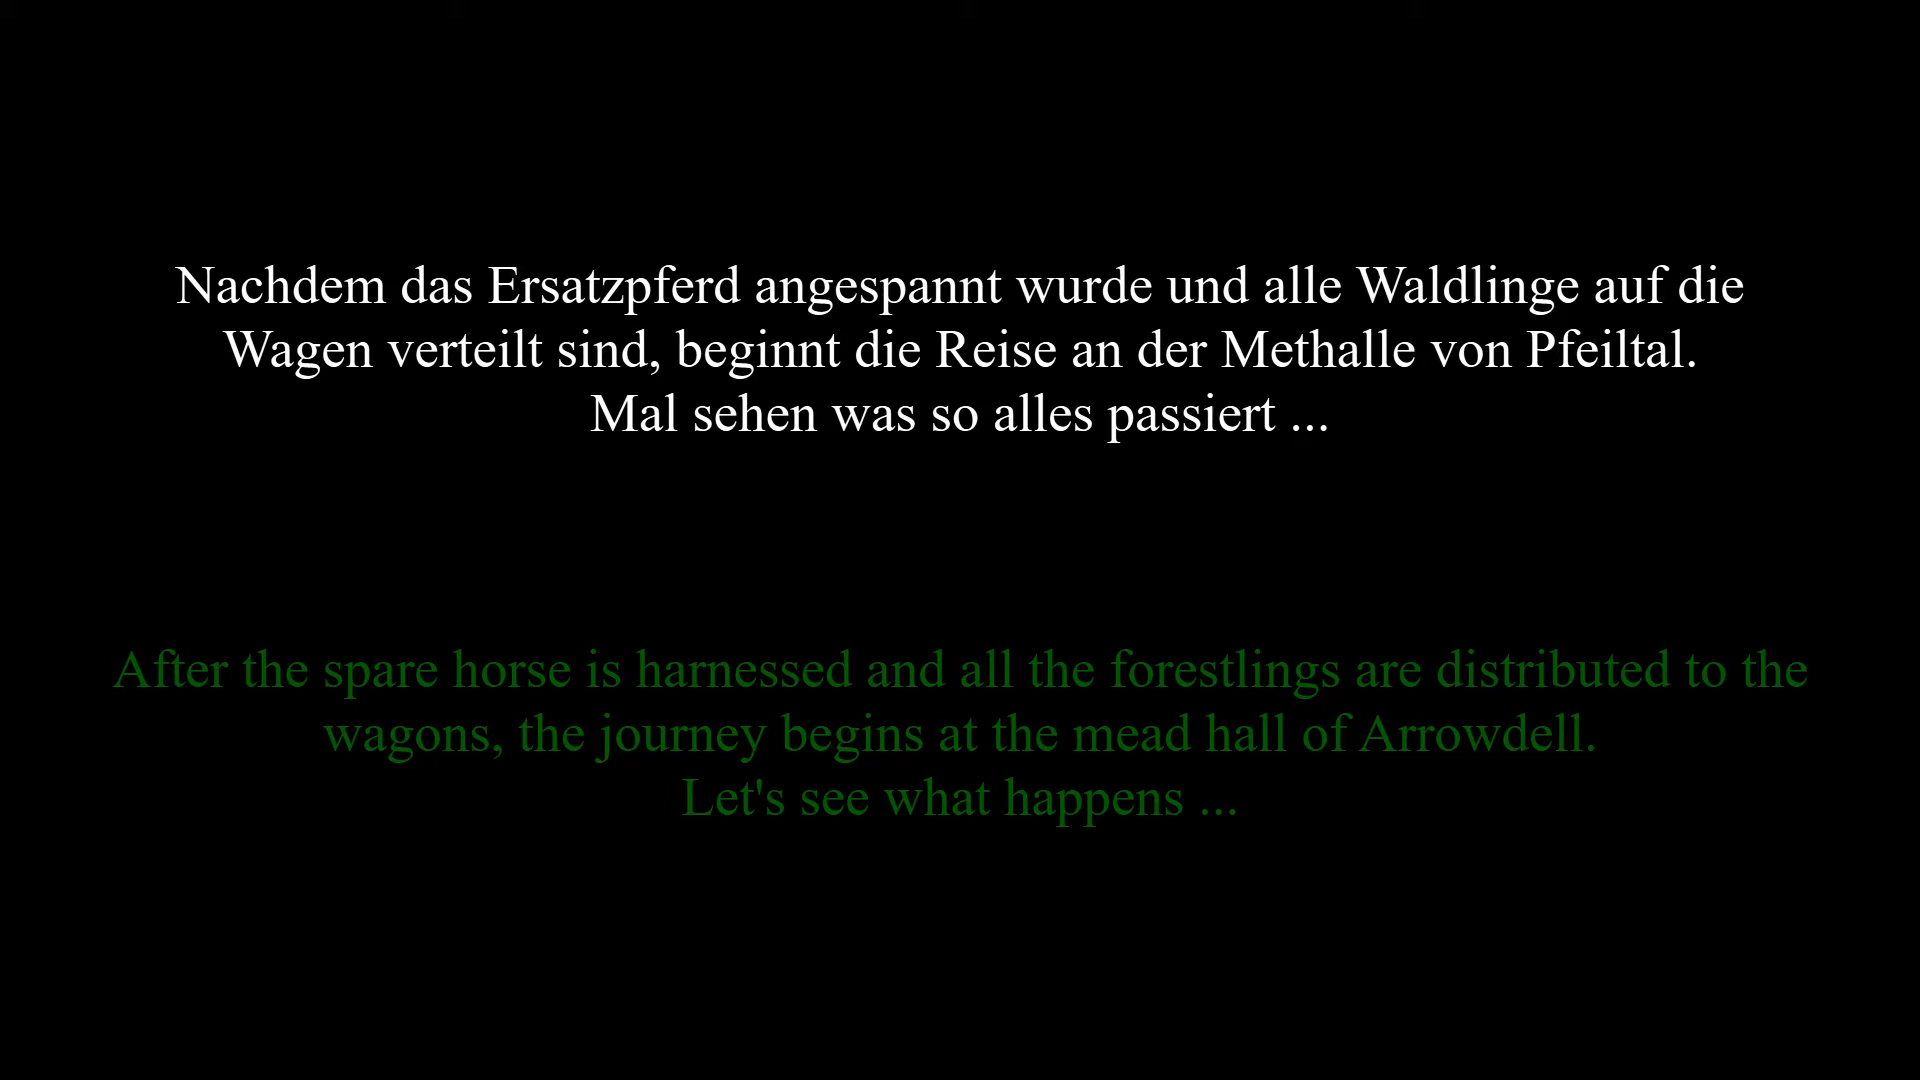 Nachdem das Ersatzpferd angespannt wurde und alle Waldlinge auf die
Wagen verteilt sind, beginnt die Reise an der Methalle von Pfeiltal.
Mal sehen was so alles passiert ...
After the spare horse is harnessed and all the forestlings are distributed to the
wagons, the journey begins at the mead hall of Arrowdell.
Let's see what happens ...